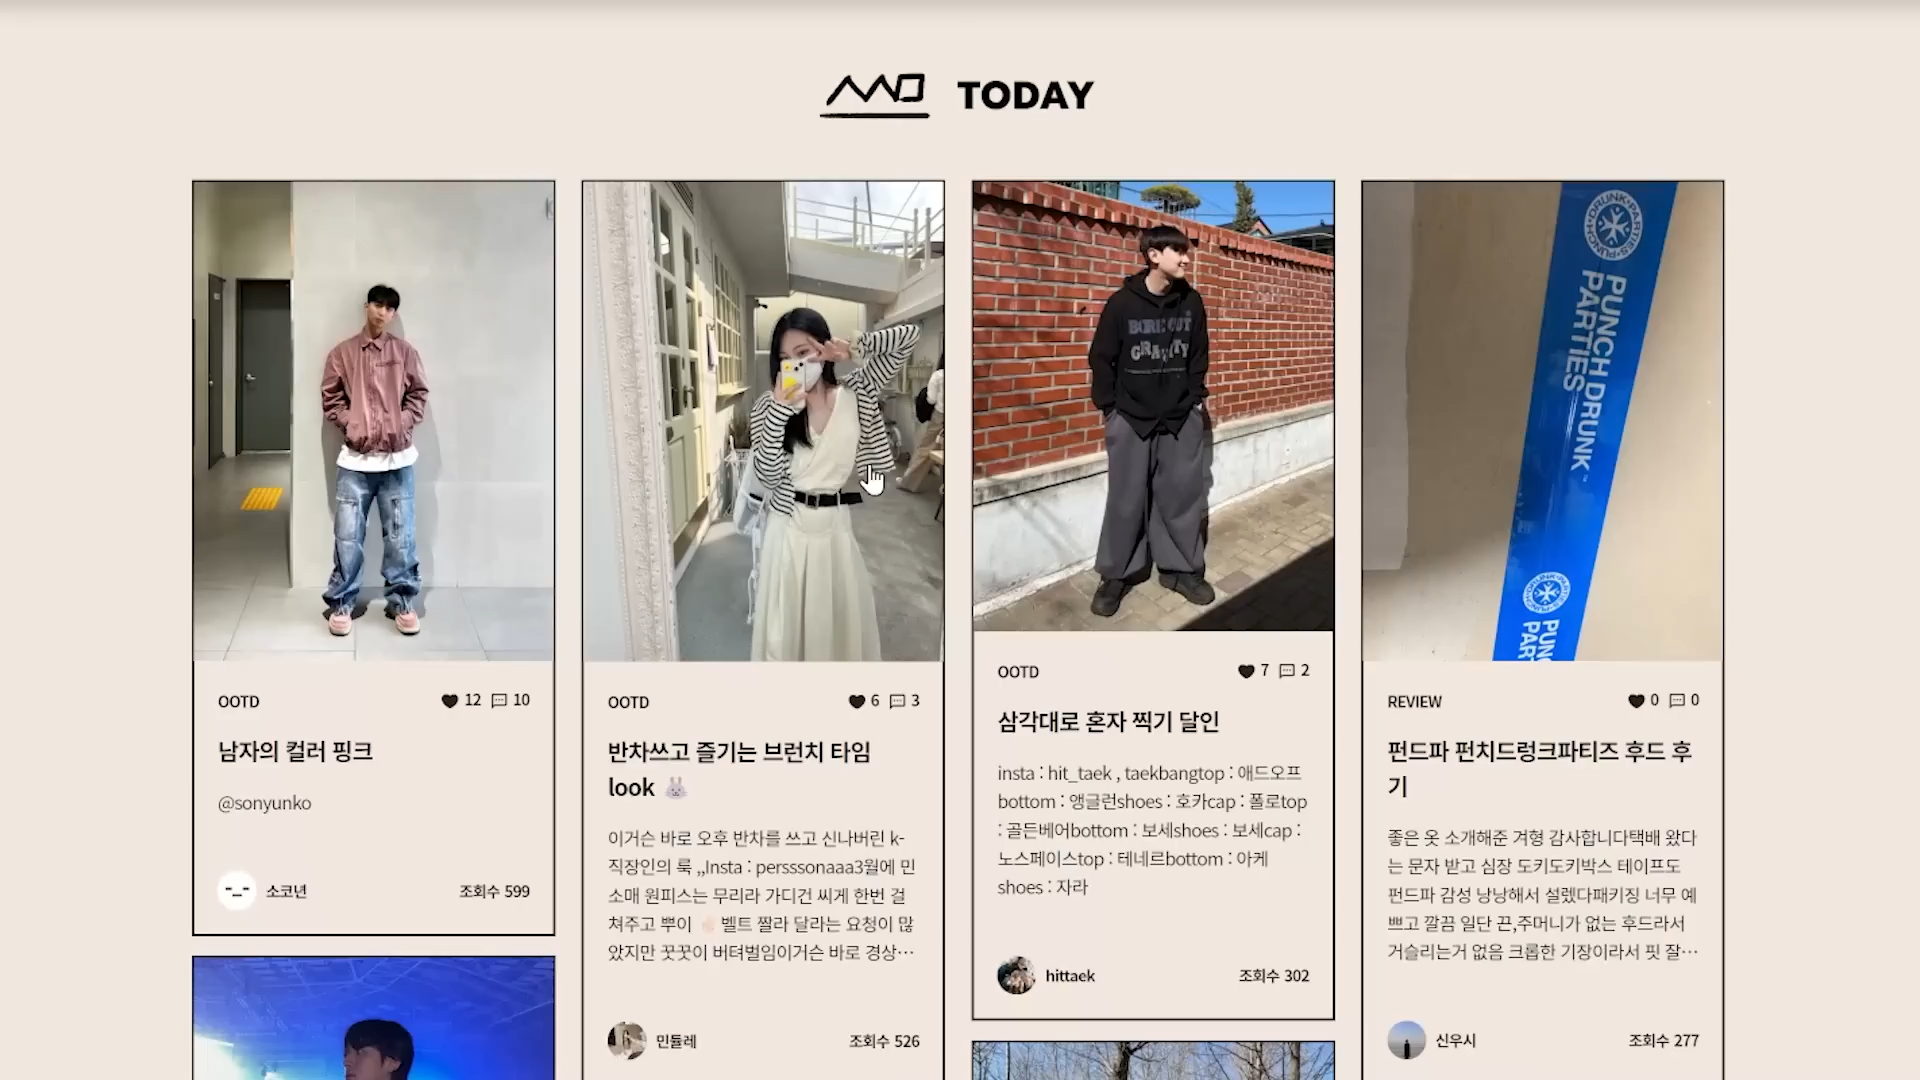 TODAY
OOTD
12
10
남자의 컬러 핑크
@sonyunko
소코년
조회수 599
OOTD
6
3
반차쓰고 즐기는 브런치 타임
look
이거슨 바로 오후 반차를 쓰고 신나버린 k-
직장인의 룩 ,,Insta : persssonaaa3월에 민
소매 원피스는 무리라 가디건 씨게 한번 걸
쳐주고 뿌이 벨트 짤라 달라는 요청이 많
았지만 꿋꿋이 버텨벌임이거슨 바로 경상…
민듈레
조회수 526
GRAVITY
OOTD
7
2
삼각대로 혼자 찍기 달인
insta : hit_taek , taekbangtop : 애드오프
bottom : 앵글런shoes : 호카cap : 폴로top
: 골든베어bottom : 보세shoes : 보세cap :
노스페이스top : 테네르bottom : 아케
shoes : 자라
hittaek
조회수 302
DRUNK PARTIES PUNCH
PUNCH DRUNK
PARTIES
REVIEW
0
0
펀드파 펀치드렁크파티즈 후드 후
기
좋은 옷 소개해준 겨형 감사합니다택배 왔다
는 문자 받고 심장 도키도키박스 테이프도
펀드파 감성 낭낭해서 설렜다패키징 너무 예
쁘고 깔끔 일단 끈,주머니가 없는 후드라서
거슬리는거 없음 크롭한 기장이라서 핏 잘…
신우시
조회수 277